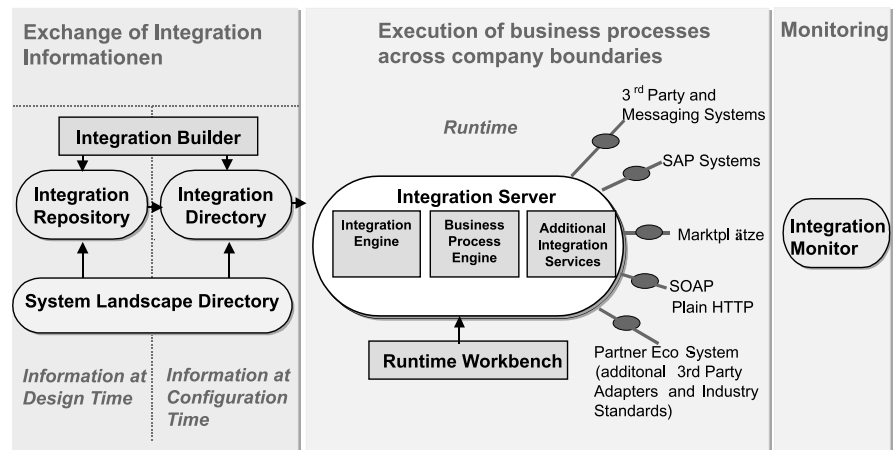 Exchange of Integration
Informationen
Integration Builder
Integration
Repository
Integration
Directory
System Landscape Directory
Information at
Design Time
Information at
Configuration
Time
Execution of business processes
across company boundaries
Runtime
Integration Server
Integration
Engine
Business
Process
Engine
Additional
Integration
Services
Runtime Workbench
3 rd Party and
Messaging Systems
SAP Systems
Marktpl ätze
SOAP
Plain HTTP
Partner Eco System
(additonal 3rd Party
Adapters and Industry
Standards)
Monitoring
Integration
Monitor